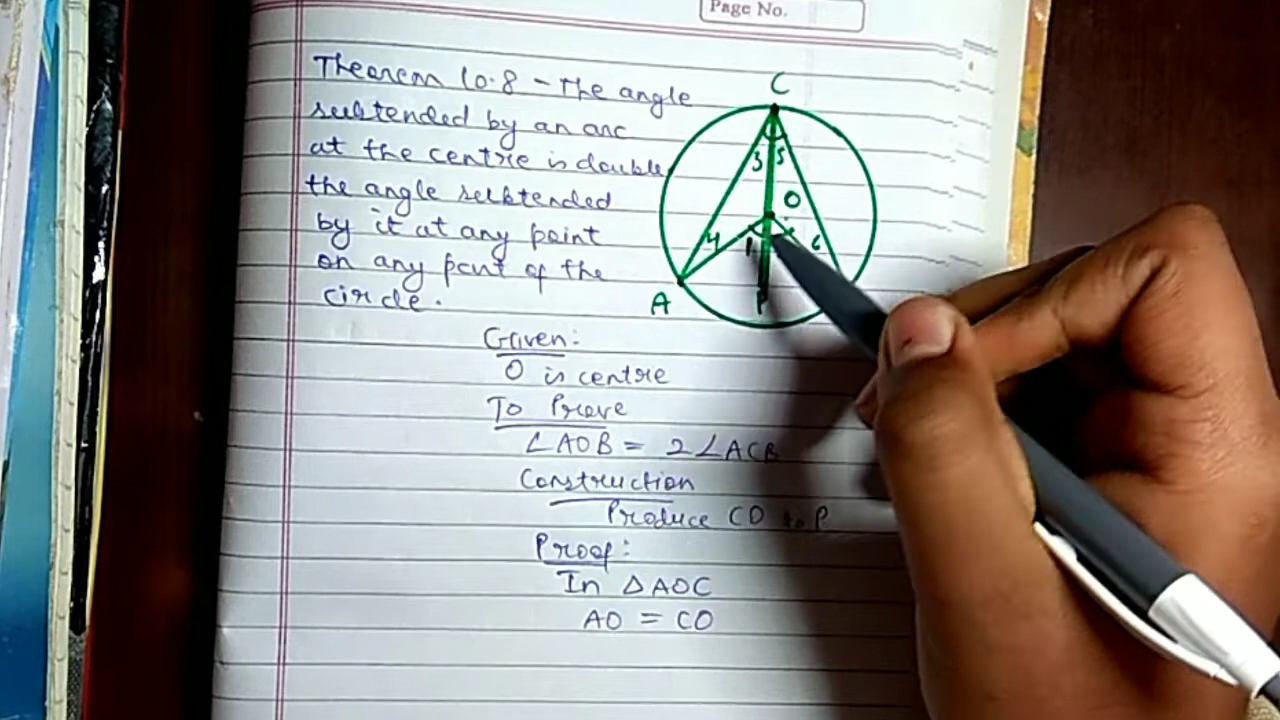 Page No.
Theorem 10.8 - The angle
subtended by an arc
at the centre is double
the angle subtended
by it at any point
on any part of the
circle.
C
3 5
O
4 1 6
A
P
Given:
O is centre
To Prove
∠AOB = 2∠ACB
Construction
Produce CO to P
Proof:
In △AOC
AO = CO